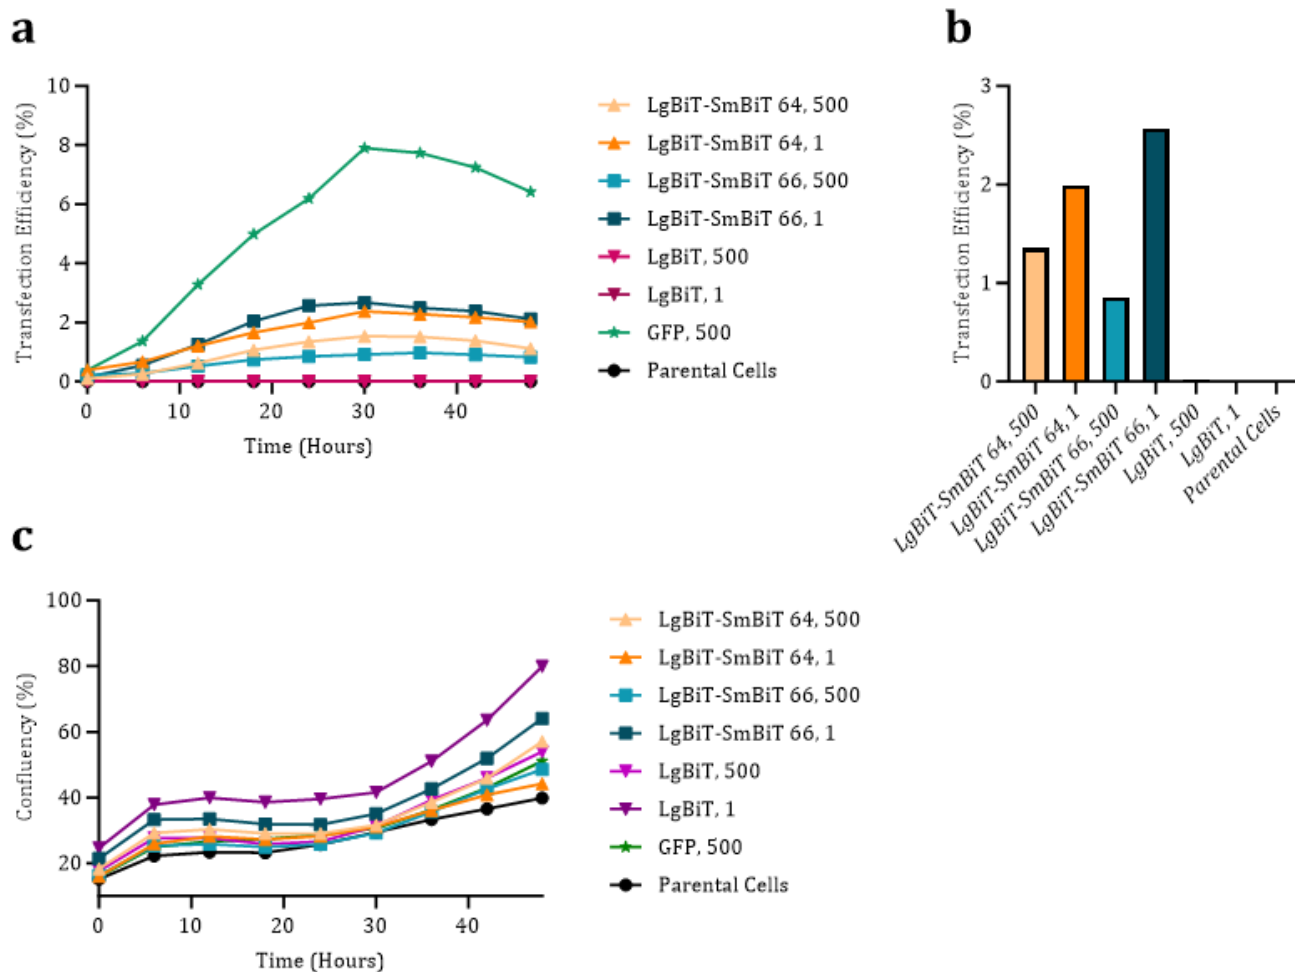 a
Transfection Efficiency (%)
10
8
6
4
2
0
0 10 20 30 40
Time (Hours)
LgBiT-SmBiT 64, 500
LgBiT-SmBiT 64, 1
LgBiT-SmBiT 66, 500
LgBiT-SmBiT 66, 1
LgBiT, 500
LgBiT, 1
GFP, 500
Parental Cells
b
Transfection Efficiency (%)
3
2
1
0
LgBiT-SmBiT 64, 500
LgBiT-SmBiT 64, 1
LgBiT-SmBiT 66, 500
LgBiT-SmBiT 66, 1
LgBiT, 500
LgBiT, 1
Parental Cells
c
Confluency (%)
100
80
60
40
20
0 10 20 30 40
Time (Hours)
LgBiT-SmBiT 64, 500
LgBiT-SmBiT 64, 1
LgBiT-SmBiT 66, 500
LgBiT-SmBiT 66, 1
LgBiT, 500
LgBiT, 1
GFP, 500
Parental Cells